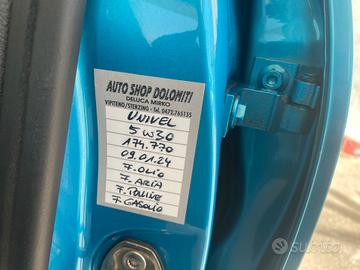 AUTO SHOP DOLOMITI
DELUCA MIRKO
VIPITENO/STERZING - Tel. 0472.765155
UNIVEL
5W30
174.770
09.01.24
F. OLIO
F. ARIA
F. POLLINE
F. GASOLIO
subito